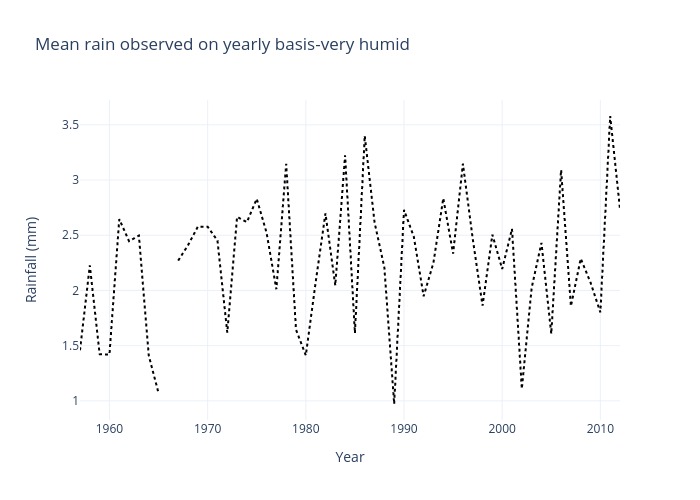 Mean rain observed on yearly basis-very humid
3.5
3
2.5
2
1.5
1
Rainfall (mm)
1960 1970 1980 1990 2000 2010
Year